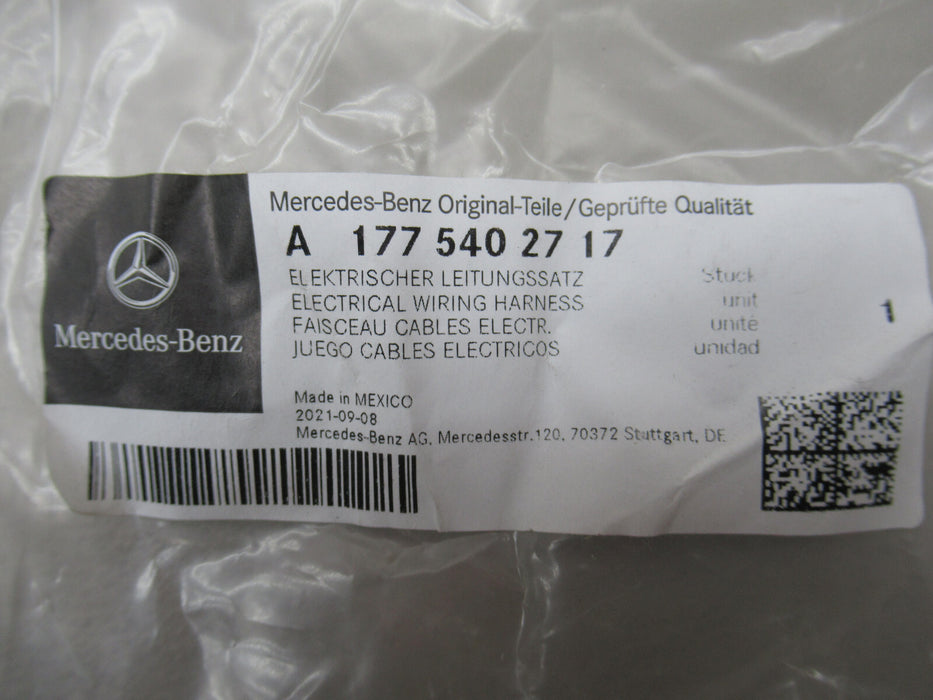 Mercedes-Benz Original-Teile/Geprüfte Qualität
A 177 540 27 17
ELEKTRISCHER LEITUNGSSATZ Stück
ELECTRICAL WIRING HARNESS unit
FAISCEAU CABLES ELECTR. unité
JUEGO CABLES ELECTRICOS unidad
1
Mercedes-Benz
Made in MEXICO
2021-09-08
Mercedes-Benz AG, Mercedesstr.120, 70372 Stuttgart, DE